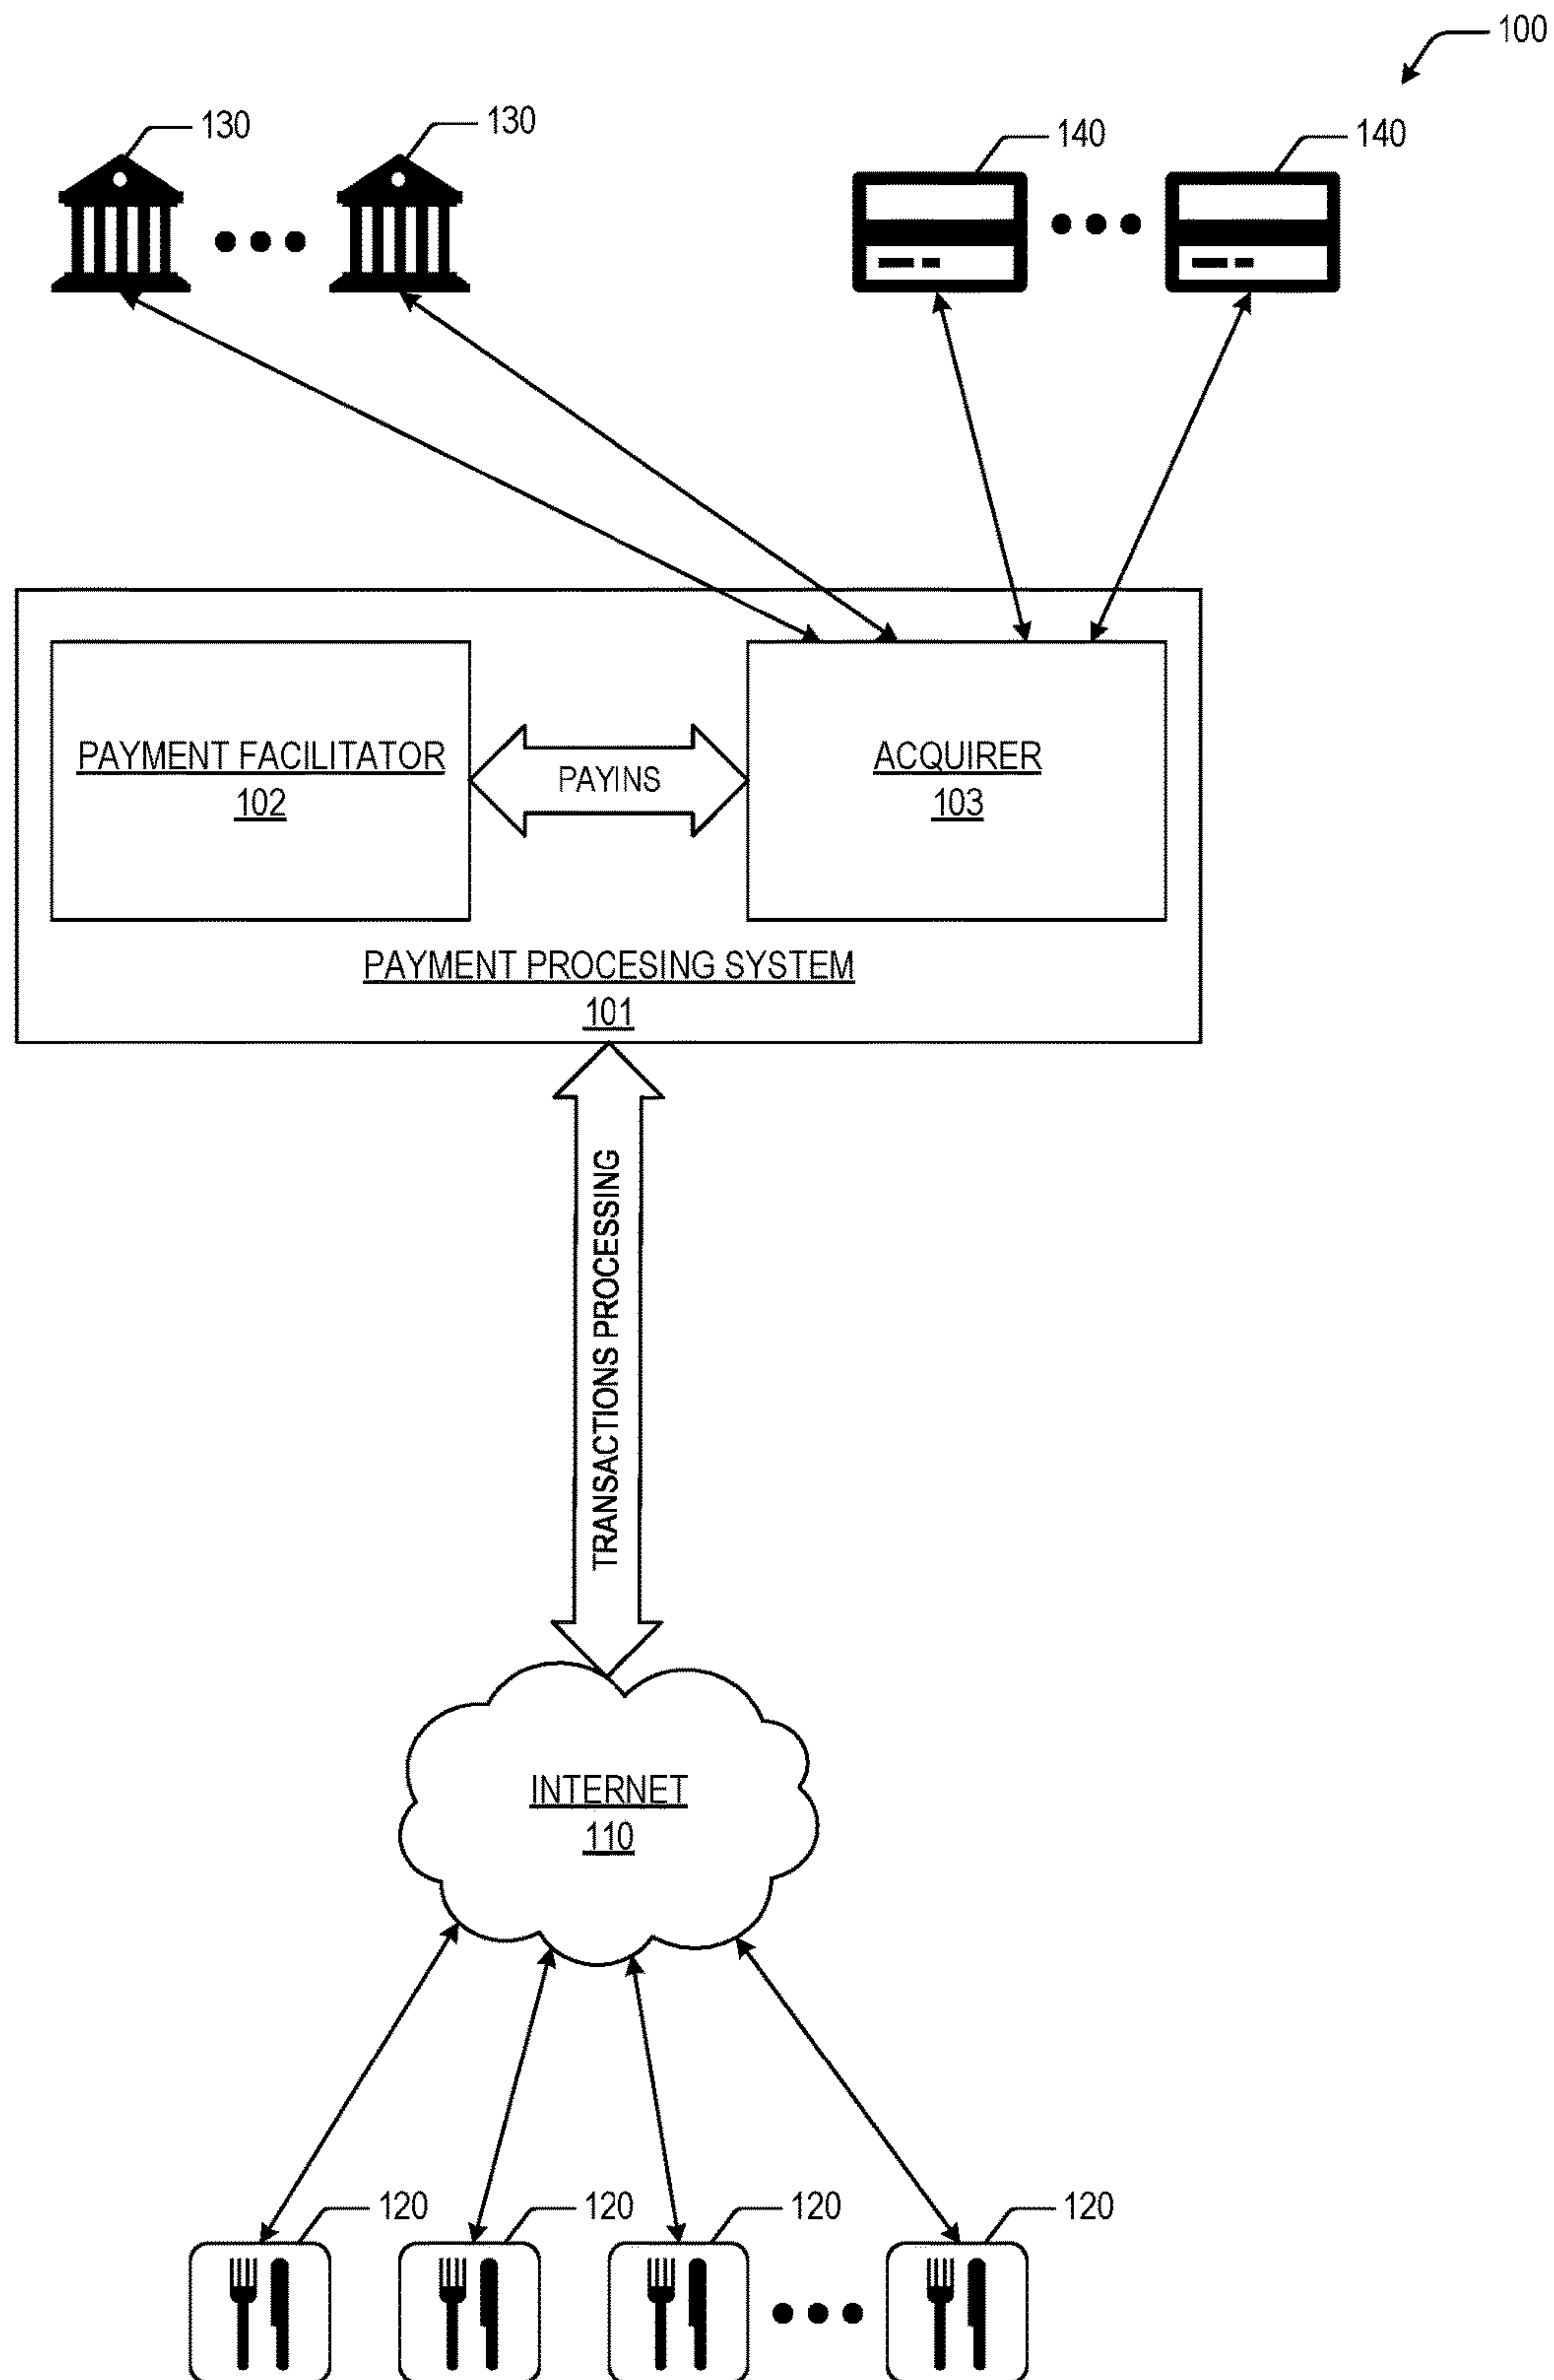 100
130
130
140
140
PAYMENT FACILITATOR
102
PAYINS
ACQUIRER
103
PAYMENT PROCESING SYSTEM
101
TRANSACTIONS PROCESSING
INTERNET
110
120
120
120
120